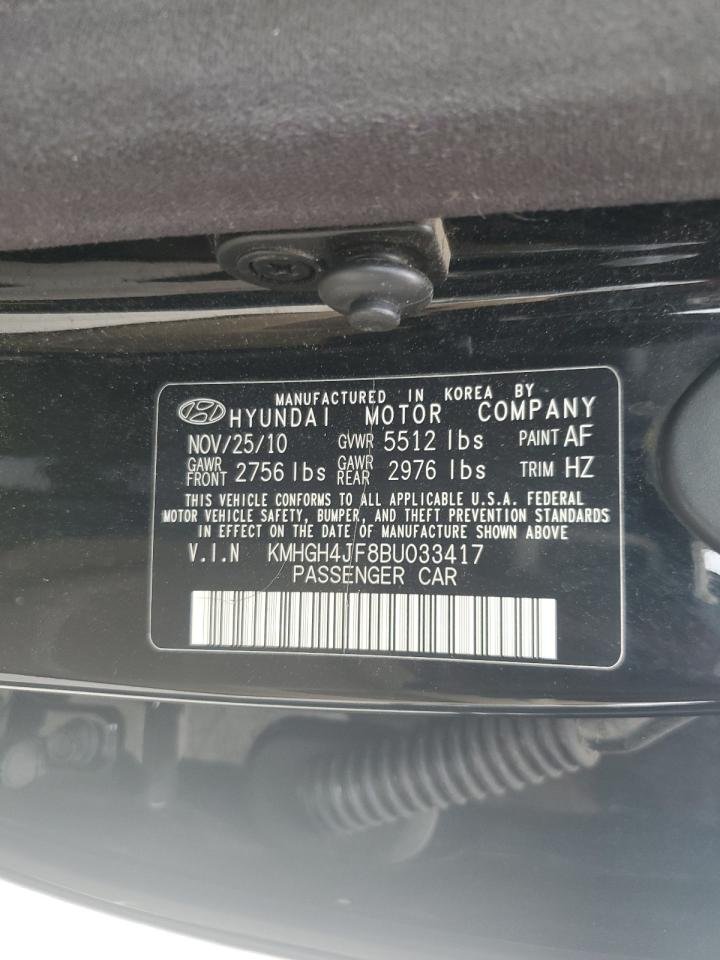 MANUFACTURED IN KOREA BY
HYUNDAI MOTOR COMPANY
NOV/25/10 GVWR 5512 lbs PAINT AF
GAWR FRONT 2756 lbs GAWR REAR 2976 lbs TRIM HZ
THIS VEHICLE CONFORMS TO ALL APPLICABLE U.S.A. FEDERAL
MOTOR VEHICLE SAFETY, BUMPER, AND THEFT PREVENTION STANDARDS
IN EFFECT ON THE DATE OF MANUFACTURE SHOWN ABOVE
V.I.N KMHGH4JF8BU033417
PASSENGER CAR